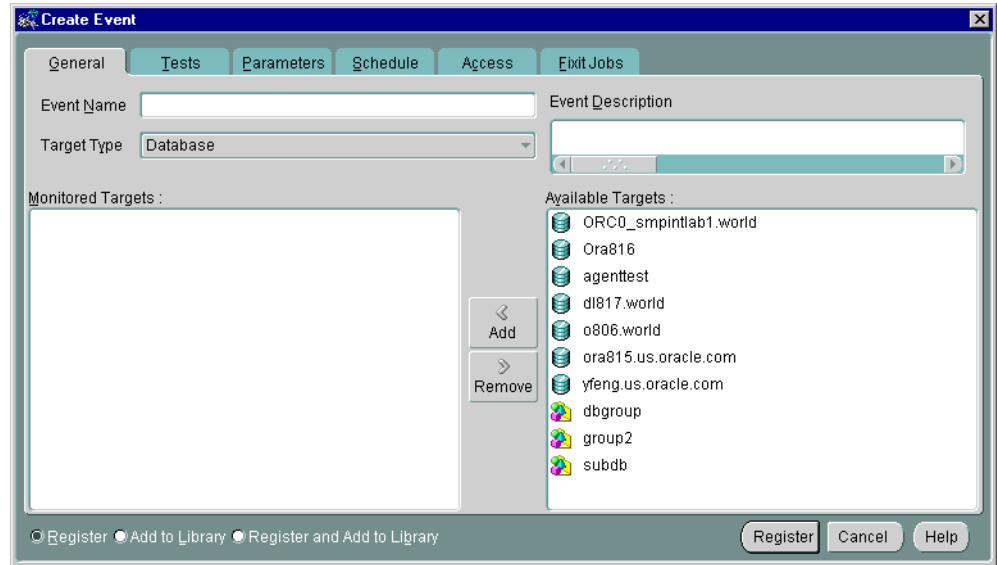 Create Event
General Tests Parameters Schedule Access Fixit Jobs
Event Name
Event Description
Target Type Database
Monitored Targets :
Available Targets :
ORC0_smpintlab1.world
Ora816
agenttest
dl817.world
o806.world
ora815.us.oracle.com
yfeng.us.oracle.com
dbgroup
group2
subdb
Add
Remove
Register Add to Library Register and Add to Library
Register Cancel Help